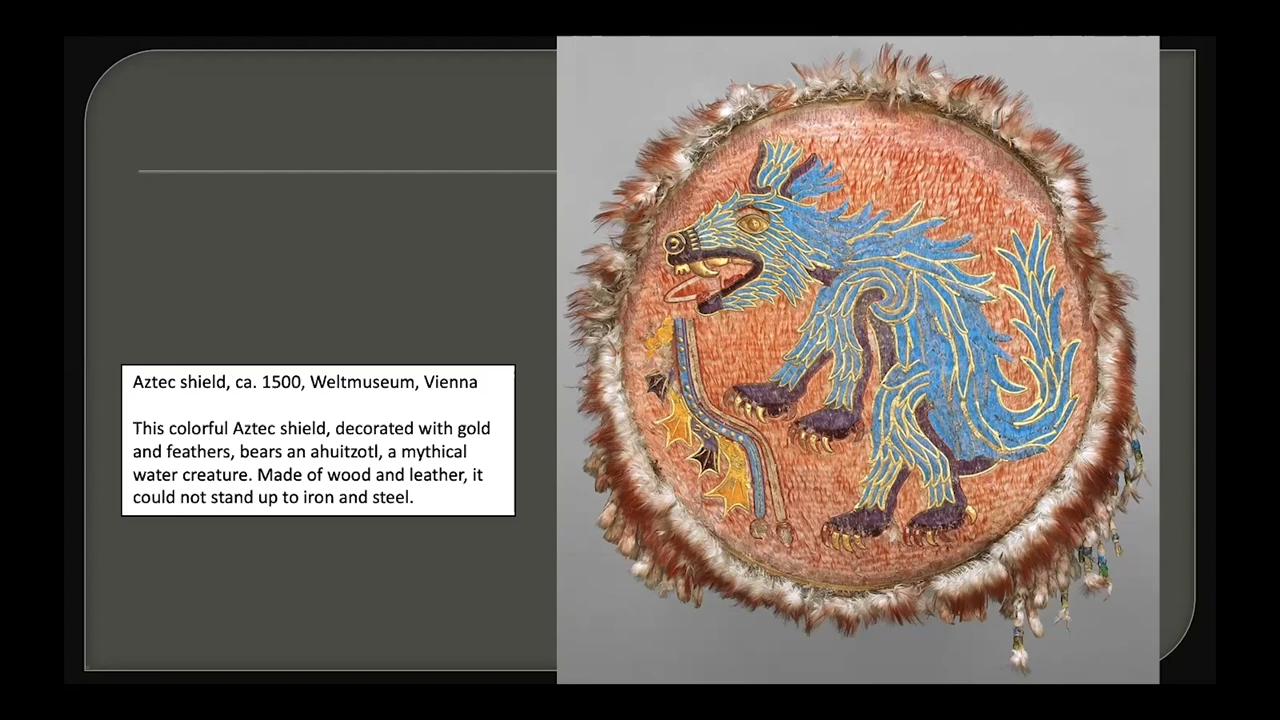 Aztec shield, ca. 1500, Weltmuseum, Vienna
This colorful Aztec shield, decorated with gold
and feathers, bears an ahuitzotl, a mythical
water creature. Made of wood and leather, it
could not stand up to iron and steel.